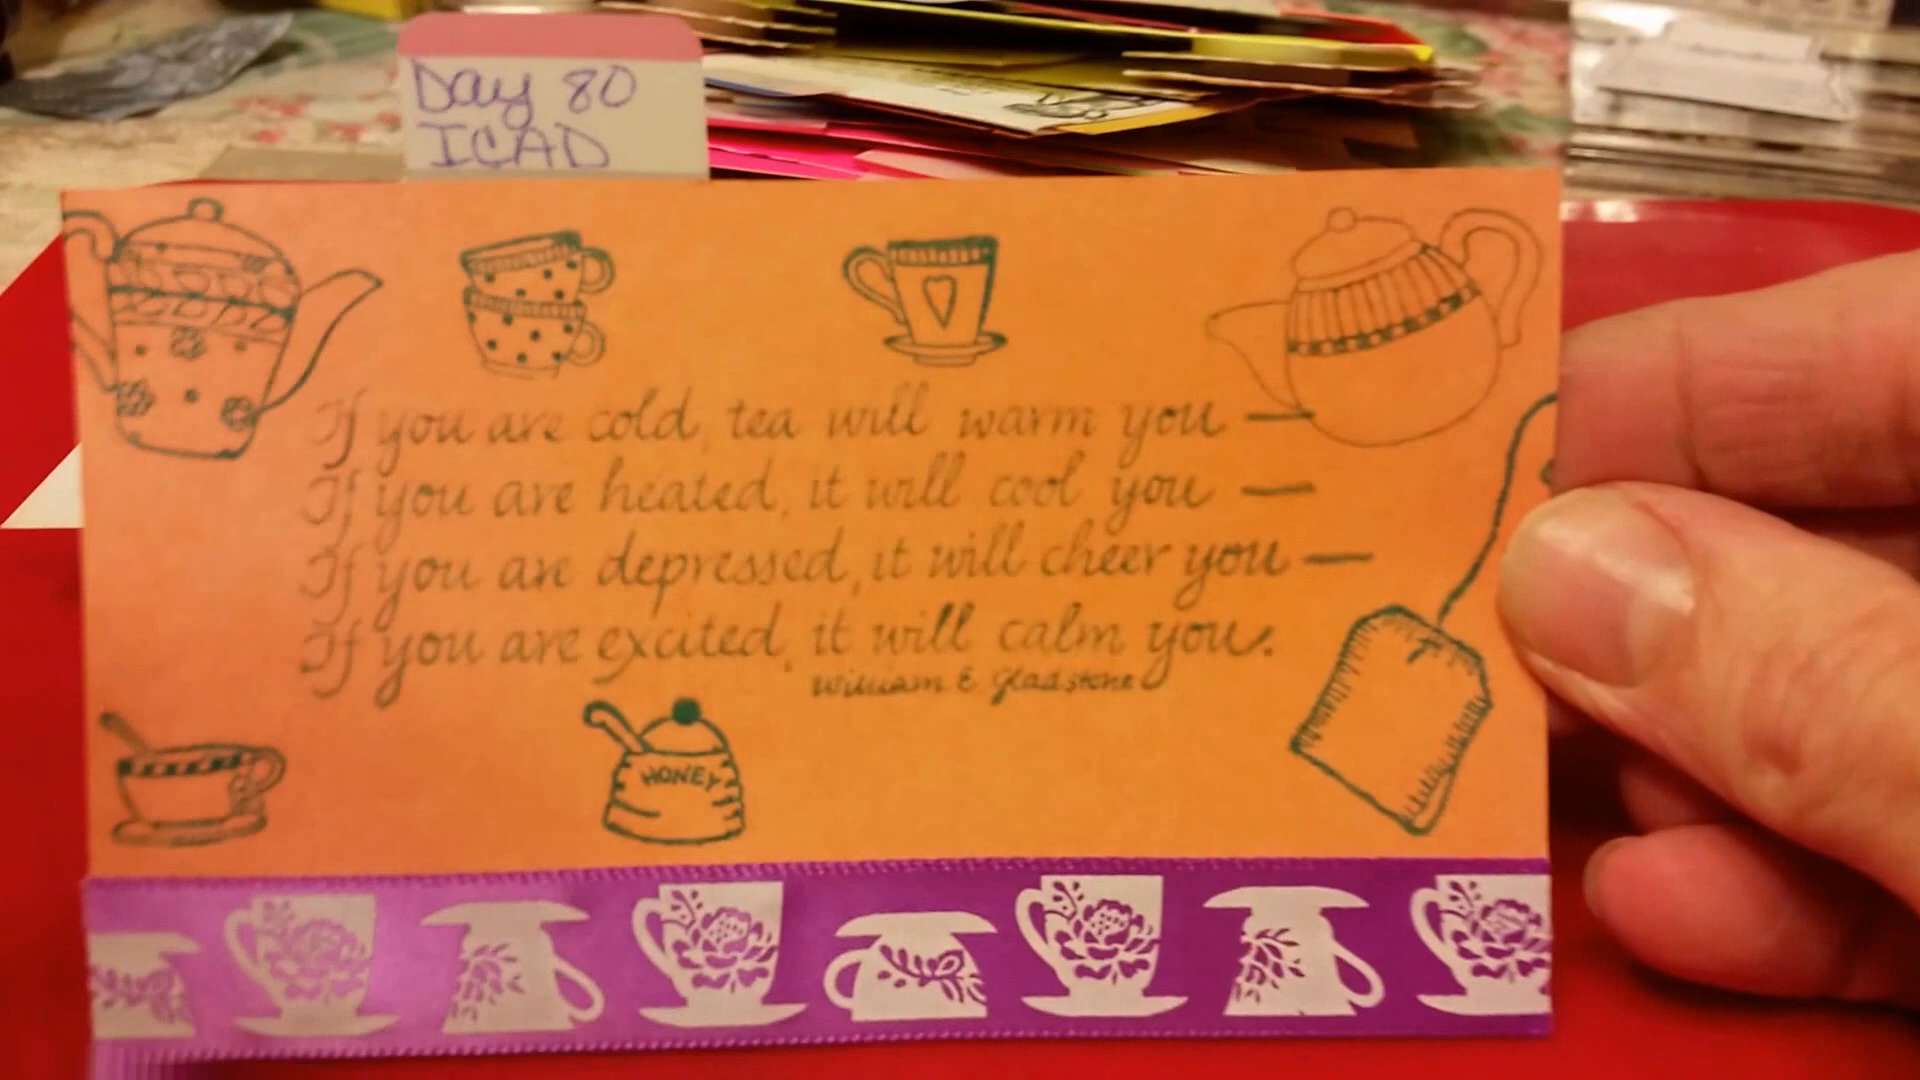 Day 80
ICAD
If you are cold, tea will warm you —
If you are heated, it will cool you —
If you are depressed, it will cheer you —
If you are excited, it will calm you.
William E Gladstone
HONEY